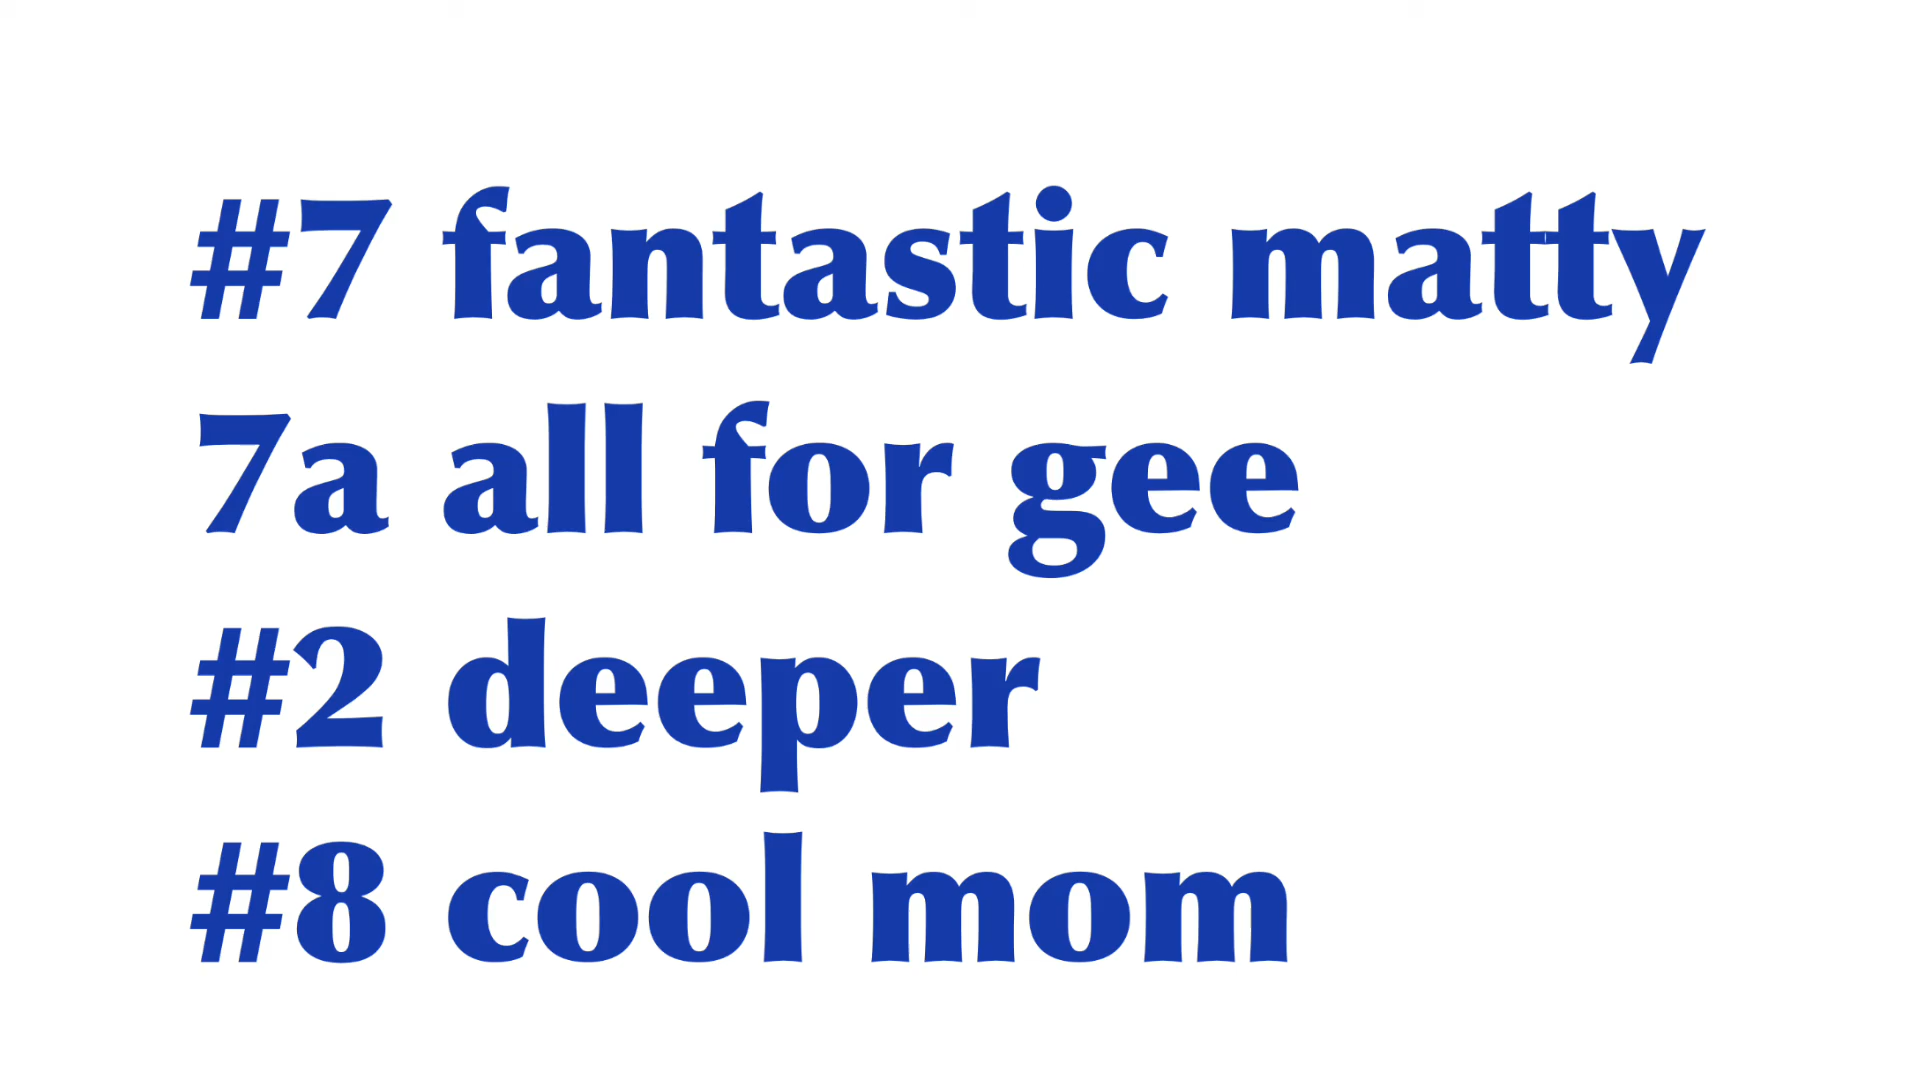 #7 fantastic matty
7a all for gee
#2 deeper
#8 cool mom